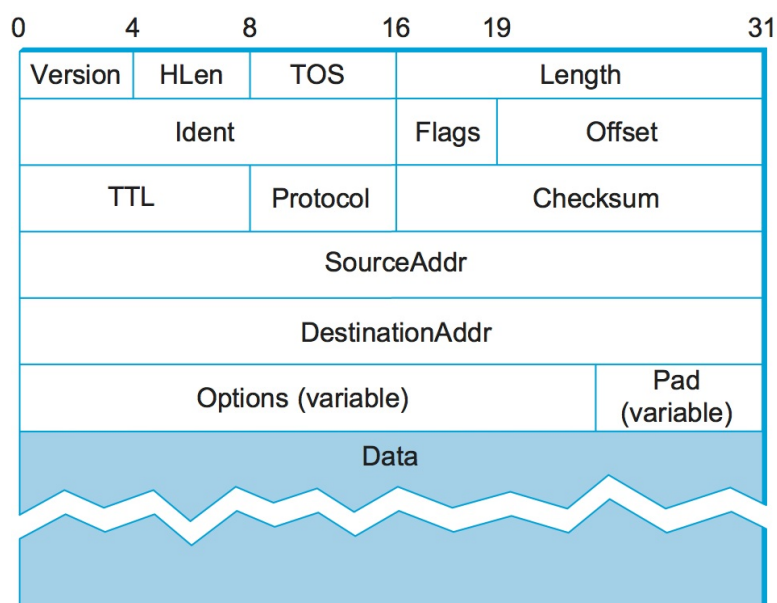 0 4 8 16 19 31
Version HLen TOS Length
Ident Flags Offset
TTL Protocol Checksum
SourceAddr
DestinationAddr
Options (variable) Pad
(variable)
Data